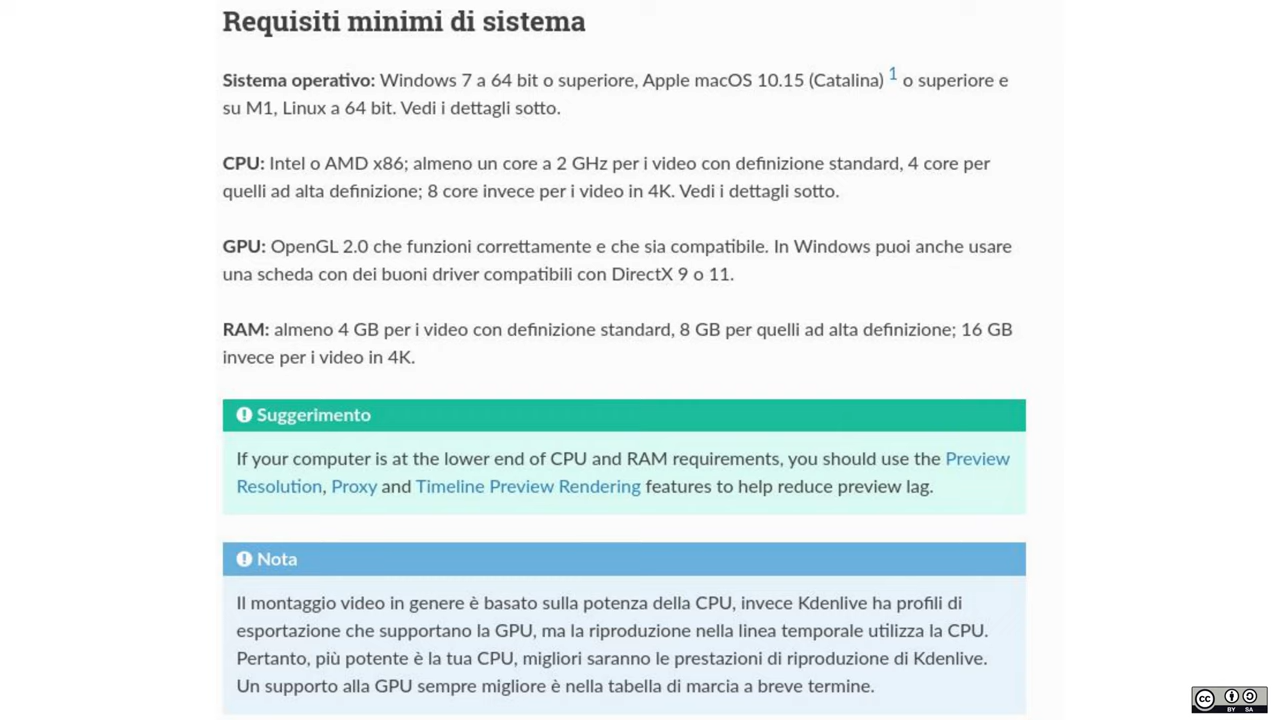 Requisiti minimi di sistema
Sistema operativo: Windows 7 a 64 bit o superiore, Apple macOS 10.15 (Catalina) 1 o superiore e
su M1, Linux a 64 bit. Vedi i dettagli sotto.
CPU: Intel o AMD x86; almeno un core a 2 GHz per i video con definizione standard, 4 core per
quelli ad alta definizione; 8 core invece per i video in 4K. Vedi i dettagli sotto.
GPU: OpenGL 2.0 che funzioni correttamente e che sia compatibile. In Windows puoi anche usare
una scheda con dei buoni driver compatibili con DirectX 9 o 11.
RAM: almeno 4 GB per i video con definizione standard, 8 GB per quelli ad alta definizione; 16 GB
invece per i video in 4K.
Suggerimento
If your computer is at the lower end of CPU and RAM requirements, you should use the Preview
Resolution, Proxy and Timeline Preview Rendering features to help reduce preview lag.
Nota
Il montaggio video in genere è basato sulla potenza della CPU, invece Kdenlive ha profili di
esportazione che supportano la GPU, ma la riproduzione nella linea temporale utilizza la CPU.
Pertanto, più potente è la tua CPU, migliori saranno le prestazioni di riproduzione di Kdenlive.
Un supporto alla GPU sempre migliore è nella tabella di marcia a breve termine.
cc BY SA